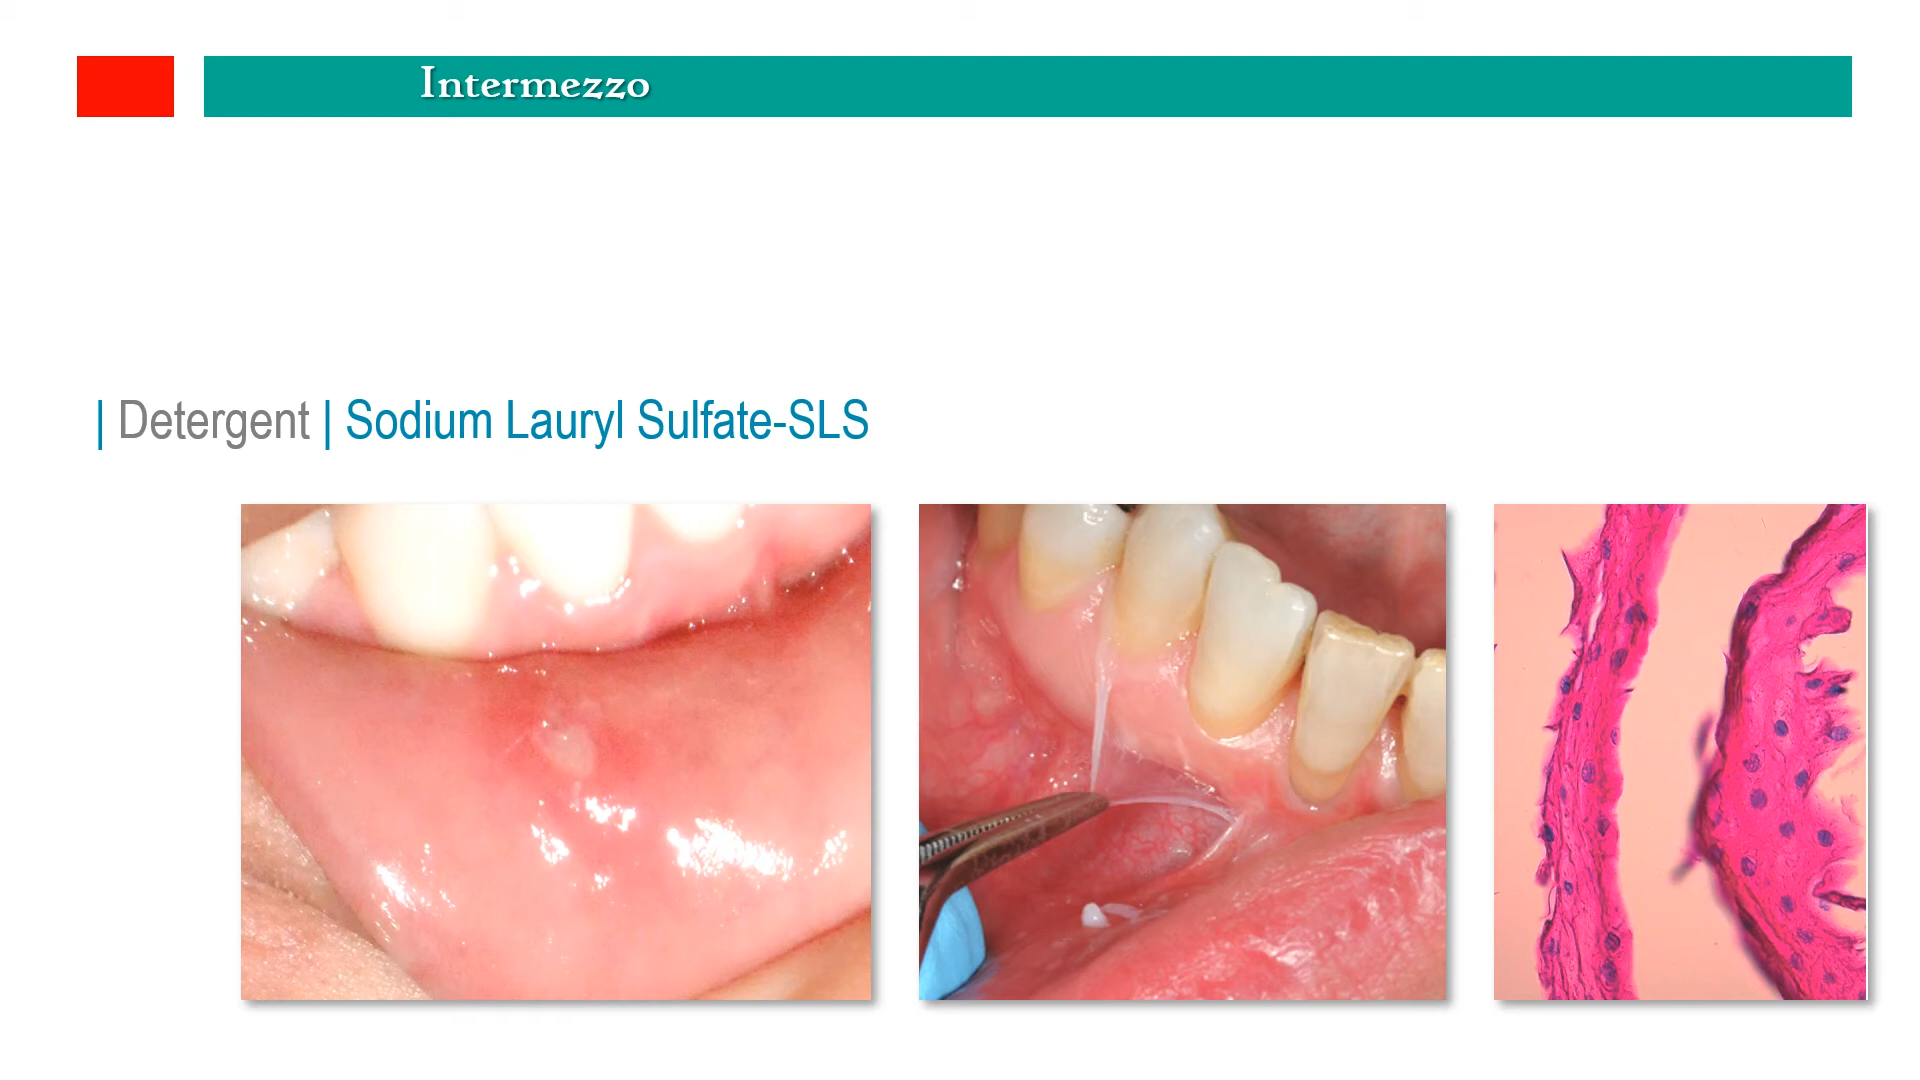 Intermezzo
| Detergent | Sodium Lauryl Sulfate-SLS